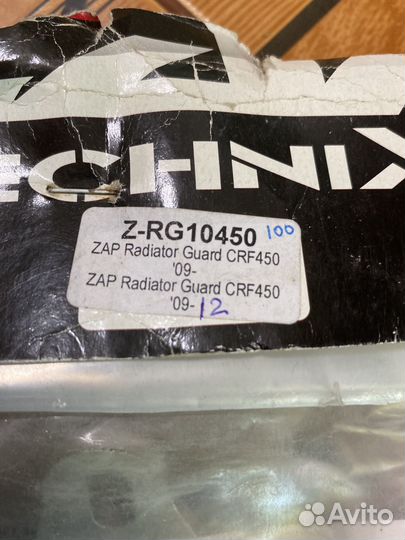 ECHNIX
Z-RG10450 100
ZAP Radiator Guard CRF450
'09-
ZAP Radiator Guard CRF450
'09- 12
Avito